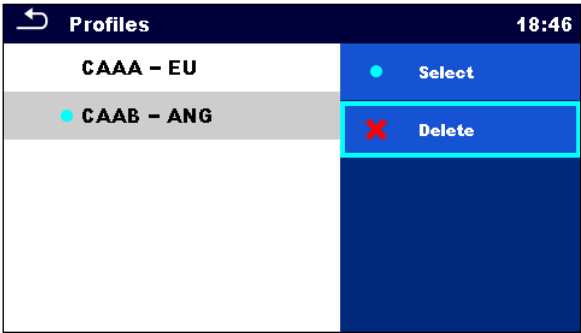 Profiles 18:46
CAAA – EU
CAAB – ANG
Select
Delete